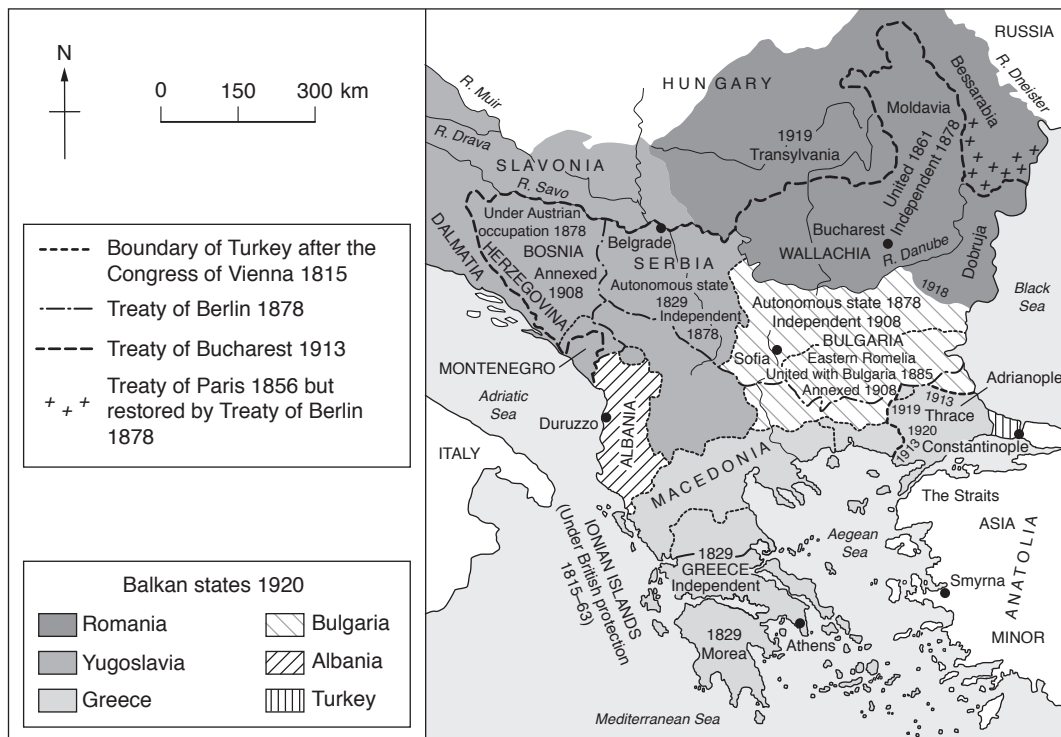 N
0 150 300 km
Boundary of Turkey after the
Congress of Vienna 1815
Treaty of Berlin 1878
Treaty of Bucharest 1913
Treaty of Paris 1856 but
restored by Treaty of Berlin
1878
Balkan states 1920
Romania
Yugoslavia
Greece
Bulgaria
Albania
Turkey
RUSSIA
R. Dneister
Bessarabia
HUNGARY
Moldavia
R. Muir
R. Drava
1919
Transylvania
United 1861
Independent 1878
SLAVONIA
R. Savo
Under Austrian
occupation 1878
BOSNIA
Annexed
1908
DALMATIA
HERZEGOVINA
Belgrade
SERBIA
Autonomous state
1829
Independent
1878
Bucharest
WALLACHIA
R. Danube
Dobruja
1918
Black
Sea
Autonomous state 1878
Independent 1908
BULGARIA
Sofia
Eastern Romelia
United with Bulgaria 1885
Annexed 1908
MONTENEGRO
Adriatic
Sea
Duruzzo
ALBANIA
ITALY
Adrianople
1913
1919 Thrace
1920
Constantinople
1913
MACEDONIA
The Straits
ASIA
Aegean
Sea
IONIAN ISLANDS
(Under British protection
1815–63)
1829
GREECE
Independent
Smyrna
ANATOLIA
MINOR
1829
Morea
Athens
Mediterranean Sea